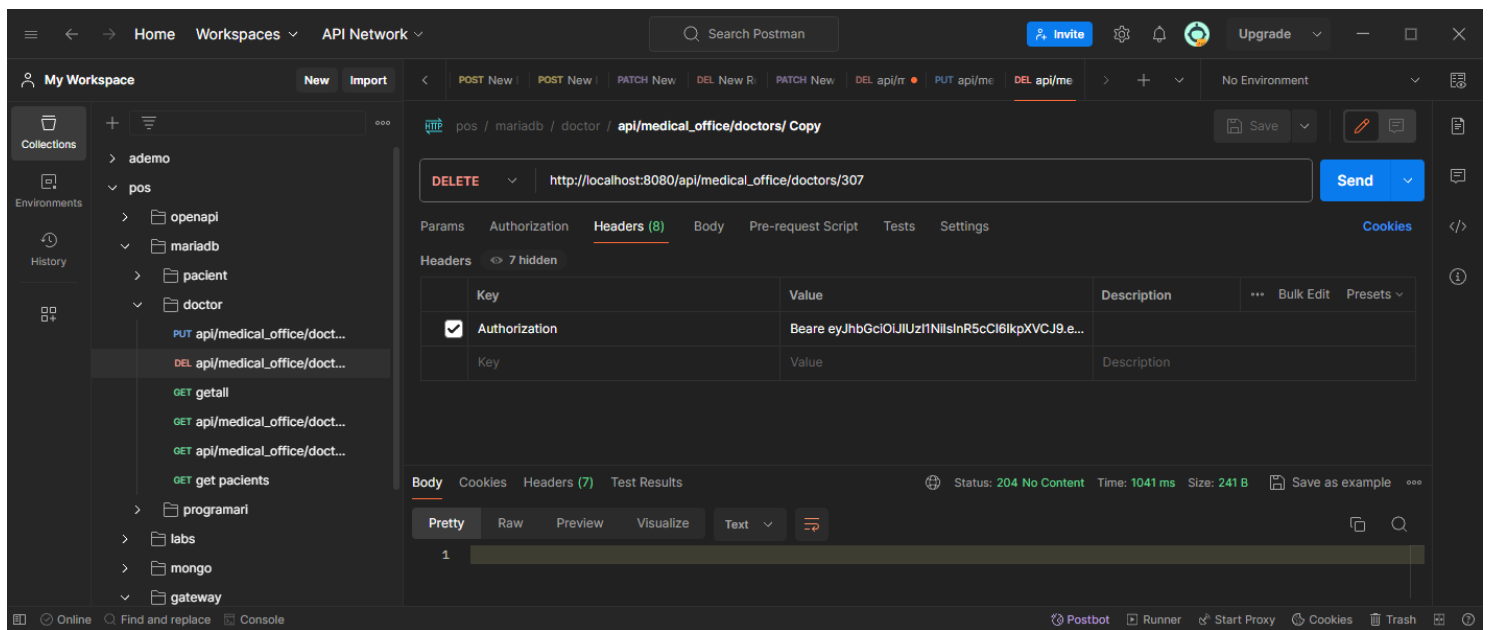 Home Workspaces API Network Search Postman Invite Upgrade
My Workspace New Import POST New POST New PATCH New DEL New R PATCH New DEL api/m PUT api/me DEL api/me No Environment
Collections
Environments
History
ademo
pos
openapi
mariadb
pacient
doctor
PUT api/medical_office/doct...
DEL api/medical_office/doct...
GET getall
GET api/medical_office/doct...
GET api/medical_office/doct...
GET get pacients
programari
labs
mongo
gateway
HTTP pos / mariadb / doctor / api/medical_office/doctors/ Copy Save
DELETE http://localhost:8080/api/medical_office/doctors/307 Send
Params Authorization Headers (8) Body Pre-request Script Tests Settings Cookies
Headers 7 hidden
Key Value Description Bulk Edit Presets
Authorization Beare eyJhbGciOiJIUzI1NiIsInR5cCI6IkpXVCJ9.e...
Key Value Description
Body Cookies Headers (7) Test Results Status: 204 No Content Time: 1041 ms Size: 241 B Save as example
Pretty Raw Preview Visualize Text
1
Online Find and replace Console Postbot Runner Start Proxy Cookies Trash